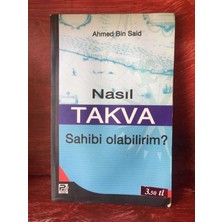 Ahmed Bin Said
Nasıl
TAKVA
Sahibi olabilirim?
3.50 tl